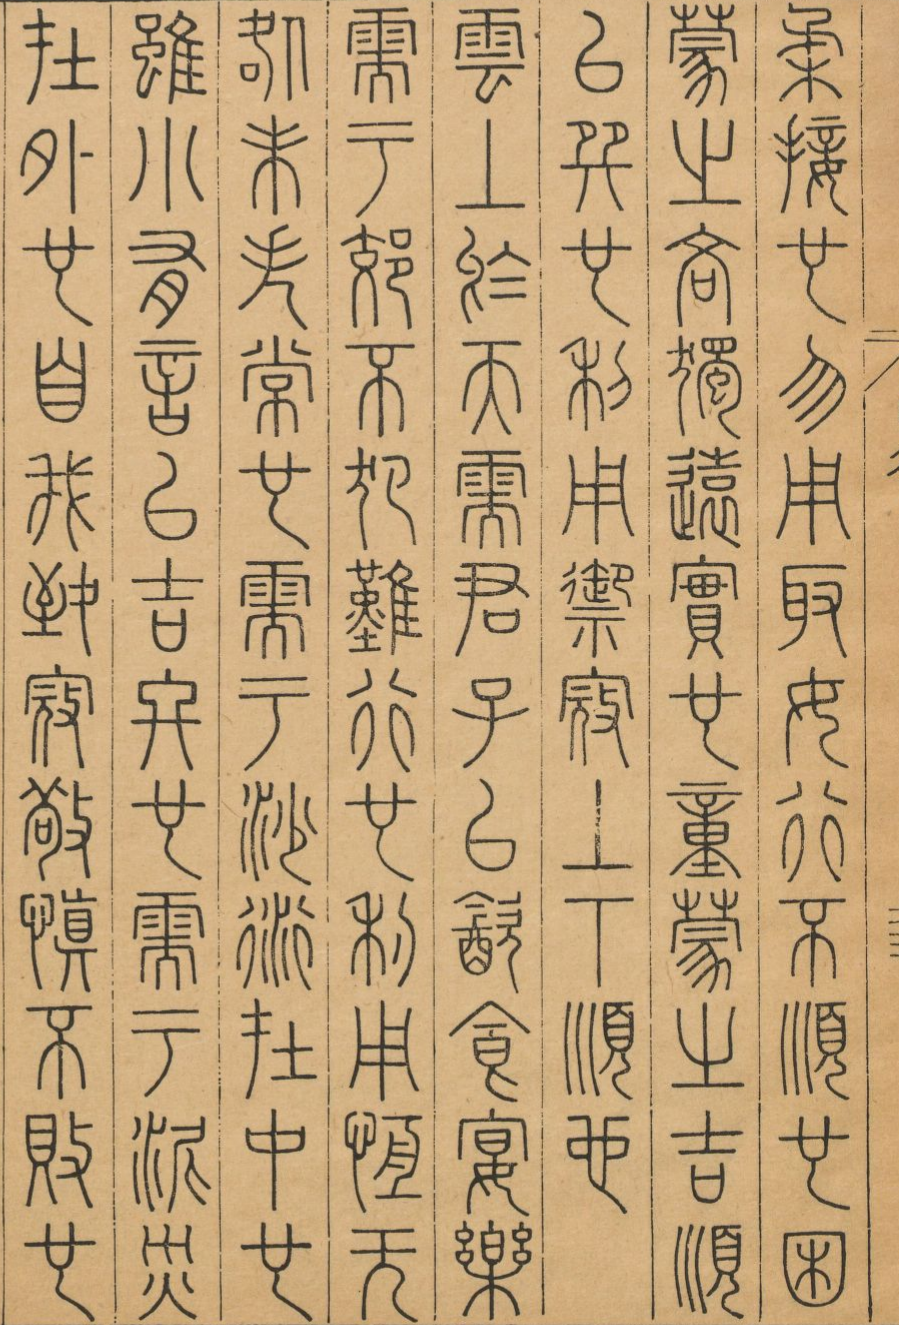 柔接也勿用取女行不順也困
蒙之吝獨遠實也童蒙之吉順
以巽也利用禦寇上下順也
雲上於天需君子以飲食宴樂
需于郊不犯難行也利用恆无
咎未失常也需于沙衍在中也
雖小有言以吉終也需于泥災
在外也自我致寇敬慎不敗也